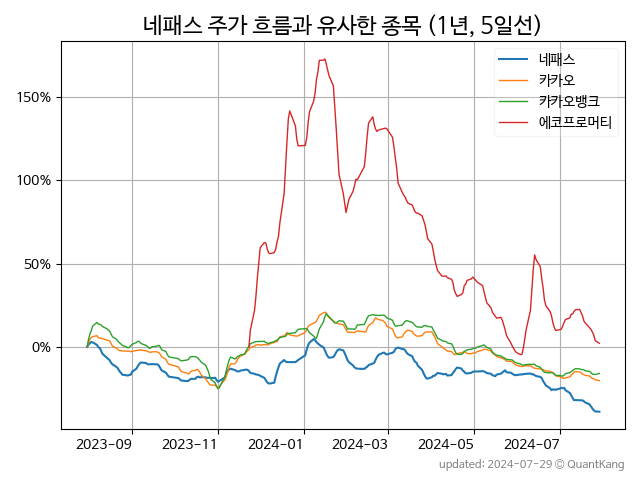 네패스 주가 흐름과 유사한 종목 (1년, 5일선)
네패스
카카오
카카오뱅크
에코프로머티
150%
100%
50%
0%
2023-09 2023-11 2024-01 2024-03 2024-05 2024-07
updated: 2024-07-29 © QuantKang